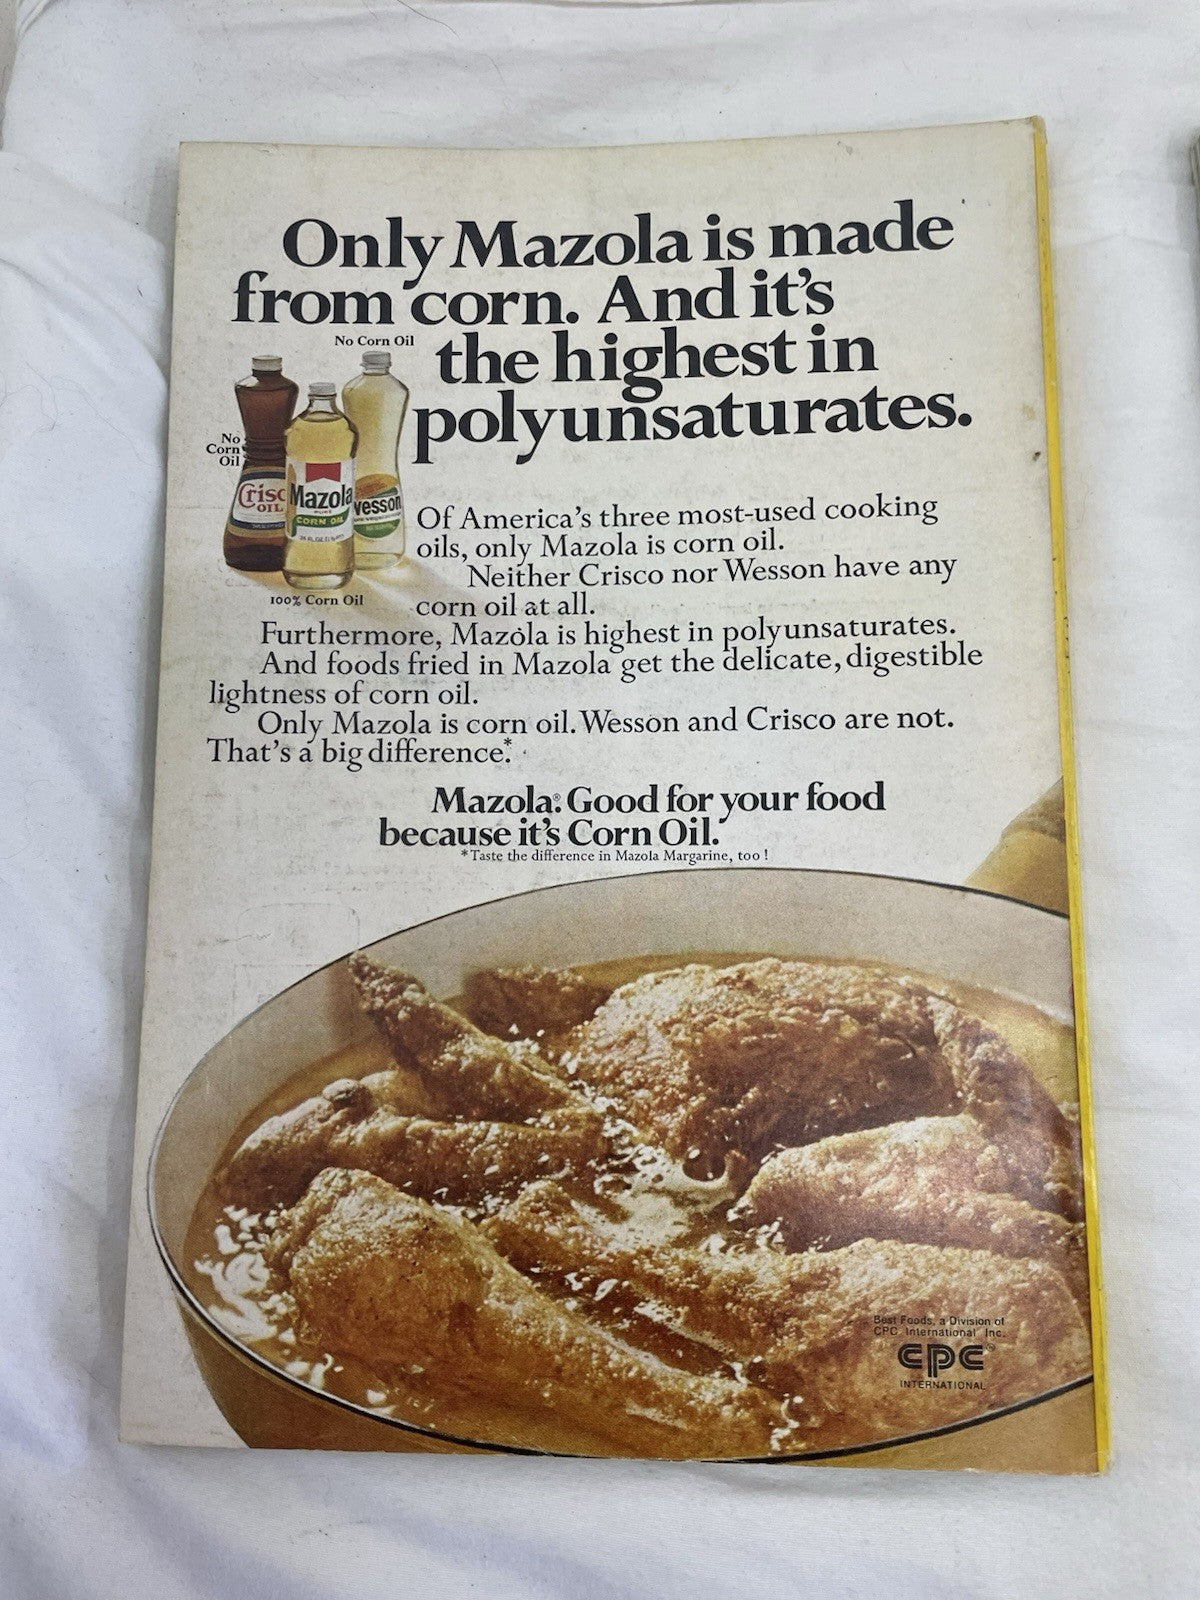 Only Mazola is made
from corn. And it's
the highest in
polyunsaturates.
No Corn Oil
No
Corn
Oil
Crisc
OIL
Mazola
PURE
CORN OIL
Wesson
100% Corn Oil
Of America's three most-used cooking
oils, only Mazola is corn oil.
Neither Crisco nor Wesson have any
corn oil at all.
Furthermore, Mazola is highest in polyunsaturates.
And foods fried in Mazola get the delicate, digestible
lightness of corn oil.
Only Mazola is corn oil. Wesson and Crisco are not.
That's a big difference.*
Mazola.® Good for your food
because it's Corn Oil.
*Taste the difference in Mazola Margarine, too!
Best Foods, a Division of
CPC International Inc.
CPC®
INTERNATIONAL